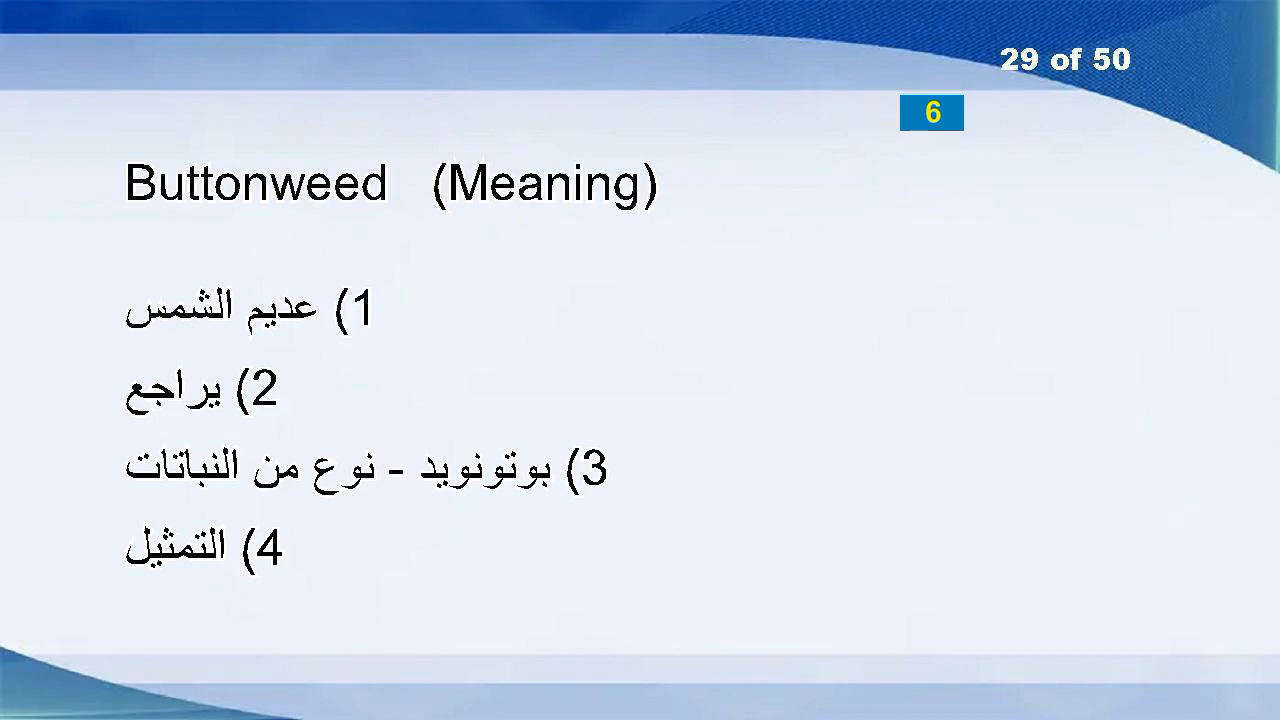 29 of 50
6
Buttonweed (Meaning)
1) عديم الشمس
2) يراجع
3) بوتونويد - نوع من النباتات
4) التمثيل